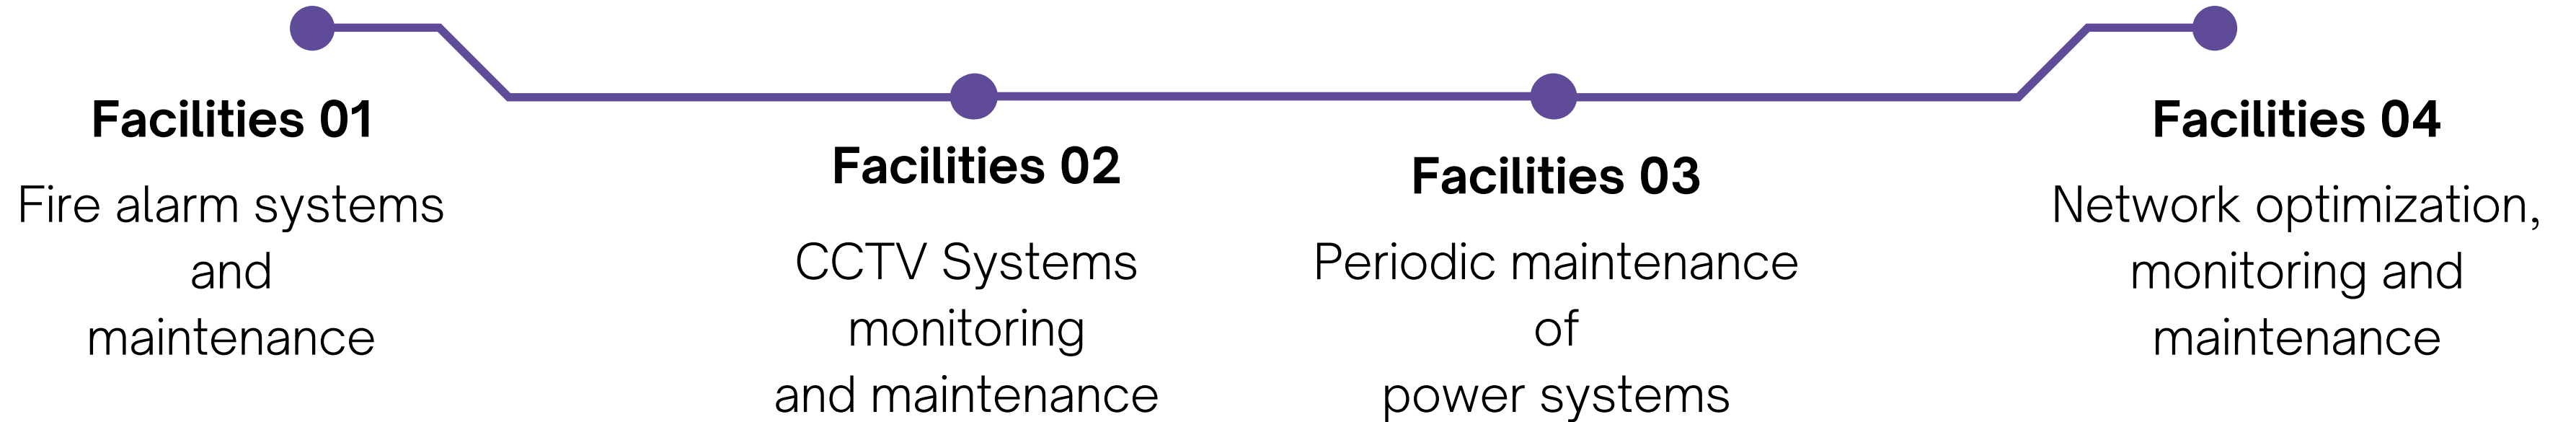 Facilities 01
Fire alarm systems
and
maintenance
Facilities 02
CCTV Systems
monitoring
and maintenance
Facilities 03
Periodic maintenance
of
power systems
Facilities 04
Network optimization,
monitoring and
maintenance